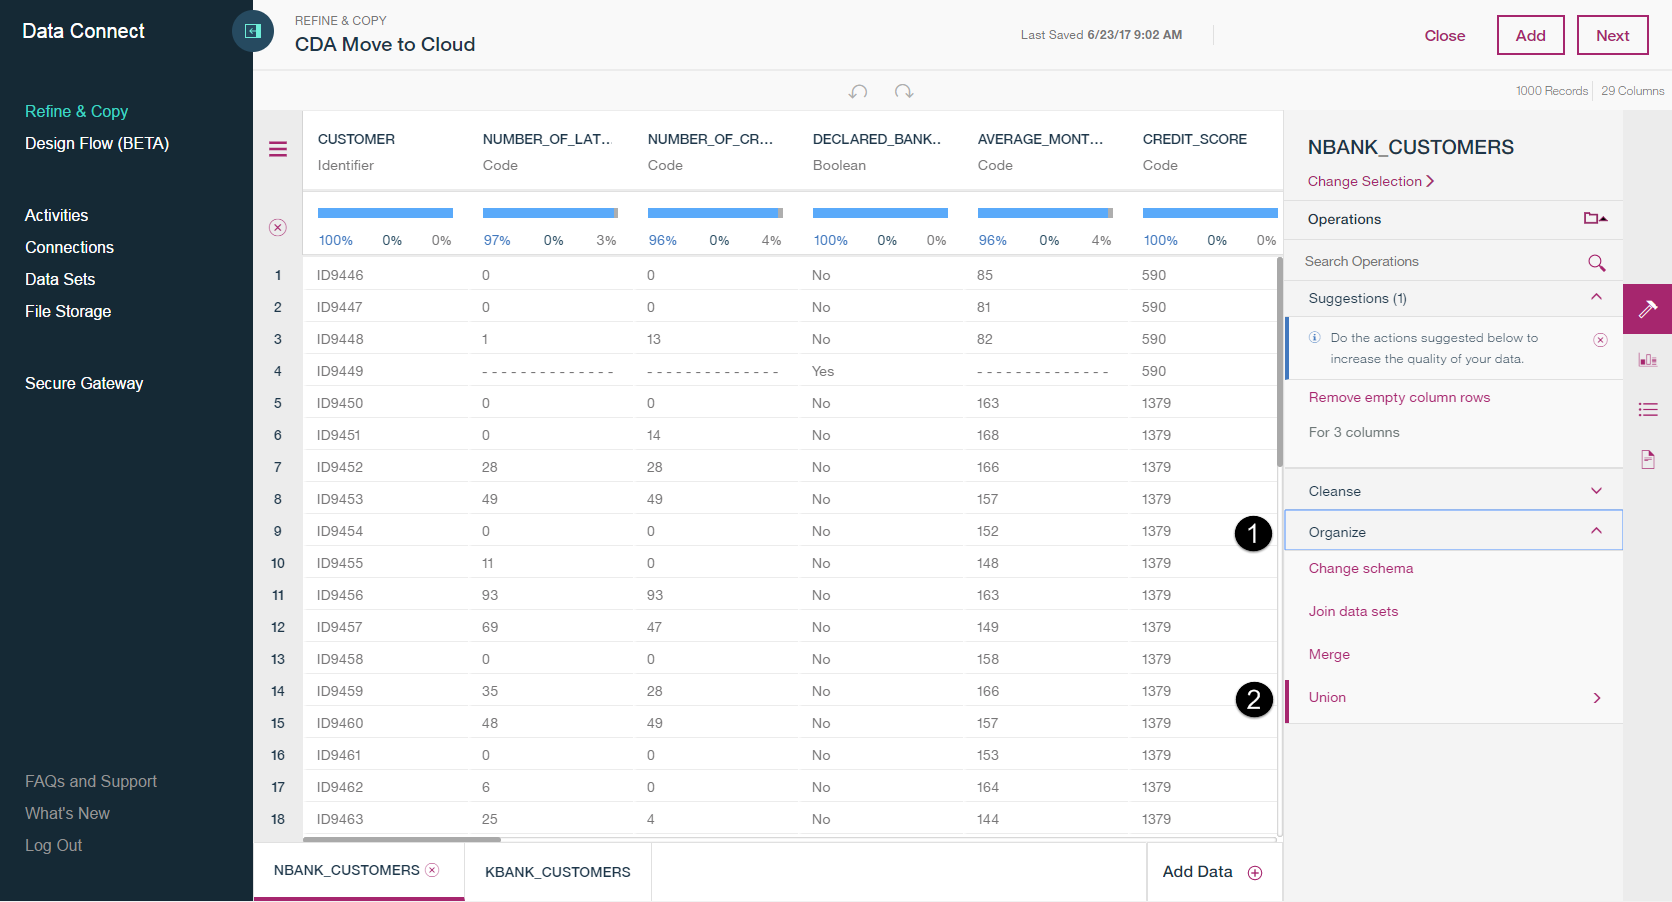 Data Connect
Refine & Copy
Design Flow (BETA)
Activities
Connections
Data Sets
File Storage
Secure Gateway
FAQs and Support
What's New
Log Out
REFINE & COPY
CDA Move to Cloud
Last Saved 6/23/17 9:02 AM
Close
Add
Next
1000 Records
29 Columns
CUSTOMER NUMBER_OF_LAT... NUMBER_OF_CR... DECLARED_BANK... AVERAGE_MONT... CREDIT_SCORE
Identifier Code Code Boolean Code Code
100% 0% 0% 97% 0% 3% 96% 0% 4% 100% 0% 0% 96% 0% 4% 100% 0% 0%
1 ID9446 0 0 No 85 590
2 ID9447 0 0 No 81 590
3 ID9448 1 13 No 82 590
4 ID9449 - - - - - - - - - - - - - - - - - - - - - - - - - - - - Yes - - - - - - - - - - - - - - 590
5 ID9450 0 0 No 163 1379
6 ID9451 0 14 No 168 1379
7 ID9452 28 28 No 166 1379
8 ID9453 49 49 No 157 1379
9 ID9454 0 0 No 152 1379
10 ID9455 11 0 No 148 1379
11 ID9456 93 93 No 163 1379
12 ID9457 69 47 No 149 1379
13 ID9458 0 0 No 158 1379
14 ID9459 35 28 No 166 1379
15 ID9460 48 49 No 157 1379
16 ID9461 0 0 No 153 1379
17 ID9462 6 0 No 164 1379
18 ID9463 25 4 No 144 1379
NBANK_CUSTOMERS
KBANK_CUSTOMERS
Add Data
NBANK_CUSTOMERS
Change Selection
Operations
Search Operations
Suggestions (1)
Do the actions suggested below to
increase the quality of your data.
Remove empty column rows
For 3 columns
Cleanse
1
Organize
Change schema
Join data sets
Merge
2
Union